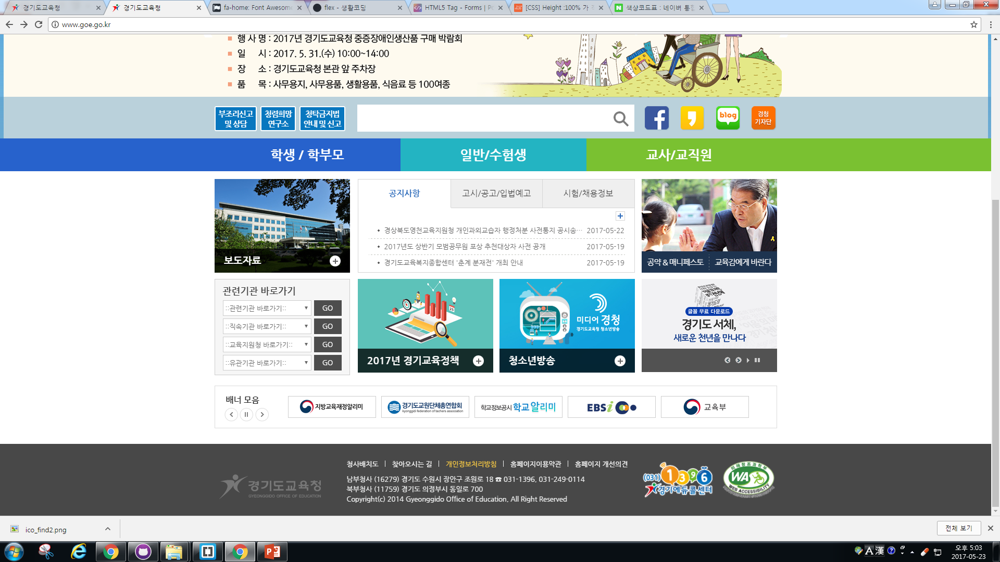 경기도교육청
경기도교육청
fa-home: Font Awesome
flex - 생활코딩
HTML5 Tag - Forms | Po
[CSS] Height :100% 가 
색상코드표 : 네이버 통합
www.goe.go.kr
행 사 명 : 2017년 경기도교육청 중증장애인생산품 구매 박람회
일 시 : 2017. 5. 31.(수) 10:00~14:00
장 소 : 경기도교육청 본관 앞 주차장
품 목 : 사무용지, 사무용품, 생활용품, 식음료 등 100여종
부조리신고
및 상담
청렴희망
연구소
청탁금지법
안내 및 신고
blog
경청
기자단
학생 / 학부모
일반/수험생
교사/교직원
보도자료
공지사항
고시/공고/입법예고
시험/채용정보
경상북도영천교육지원청 개인과외교습자 행정처분 사전통지 공시송… 2017-05-22
2017년도 상반기 모범공무원 포상 추천대상자 사전 공개 2017-05-19
경기도교육복지종합센터 '춘계 분재전' 개최 안내 2017-05-19
공약 & 매니페스토
교육감에게 바란다
관련기관 바로가기
::관련기관 바로가기:: GO
::직속기관 바로가기:: GO
::교육지원청 바로가기:: GO
::유관기관 바로가기:: GO
25
2017년 경기교육정책
미디어 경청
경기도교육청 청소년방송
청소년방송
글꼴 무료 다운로드
경기도 서체,
새로운 천년을 만나다
배너 모음
지방교육재정알리미
경기도교원단체총연합회
kyonggidi federation of tachers association
학교정보공시 학교알리미
EBSi
교육부
청사배치도
찾아오시는 길
개인정보처리방침
홈페이지이용약관
홈페이지 개선의견
남부청사 (16279) 경기도 수원시 장안구 조원로 18 ☎ 031-1396, 031-249-0114
북부청사 (11759) 경기도 의정부시 동일로 700
Copyright(c) 2014 Gyeonggido Office of Education, All Right Reserved
경기도교육청
GYEONGGIDO OFFICE OF EDUCATION
(031) 1396
경기에듀콜센터
미래창조과학부
WA
WEB ACCESSIBILITY
ico_find2.png
전체 보기
A 漢
오후 5:03
2017-05-23